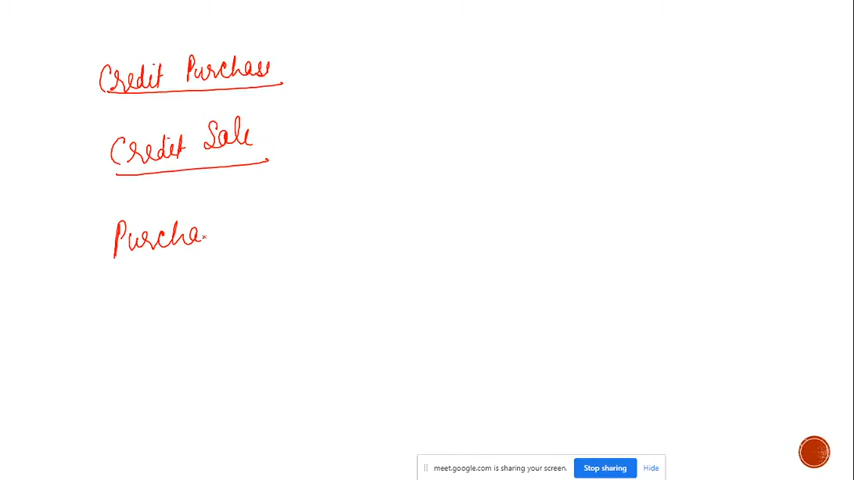 Credit Purchase
Credit Sale
Purcha
meet.google.com is sharing your screen. Stop sharing Hide